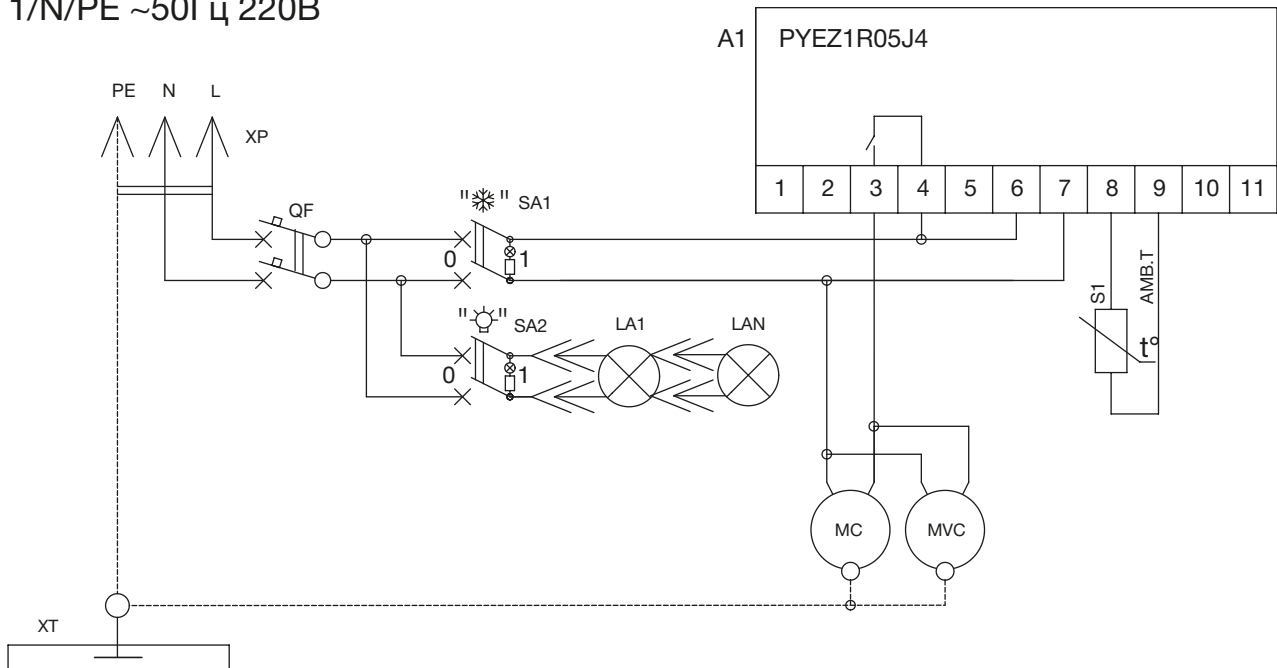 1/N/PE ~50Гц 220В
A1 PYEZ1R05J4
PE N L
XP
1 2 3 4 5 6 7 8 9 10 11
QF
"❄" SA1
0 1
S1
AMB.T
" " SA2 LA1 LAN
0 1
t°
MC MVC
XT